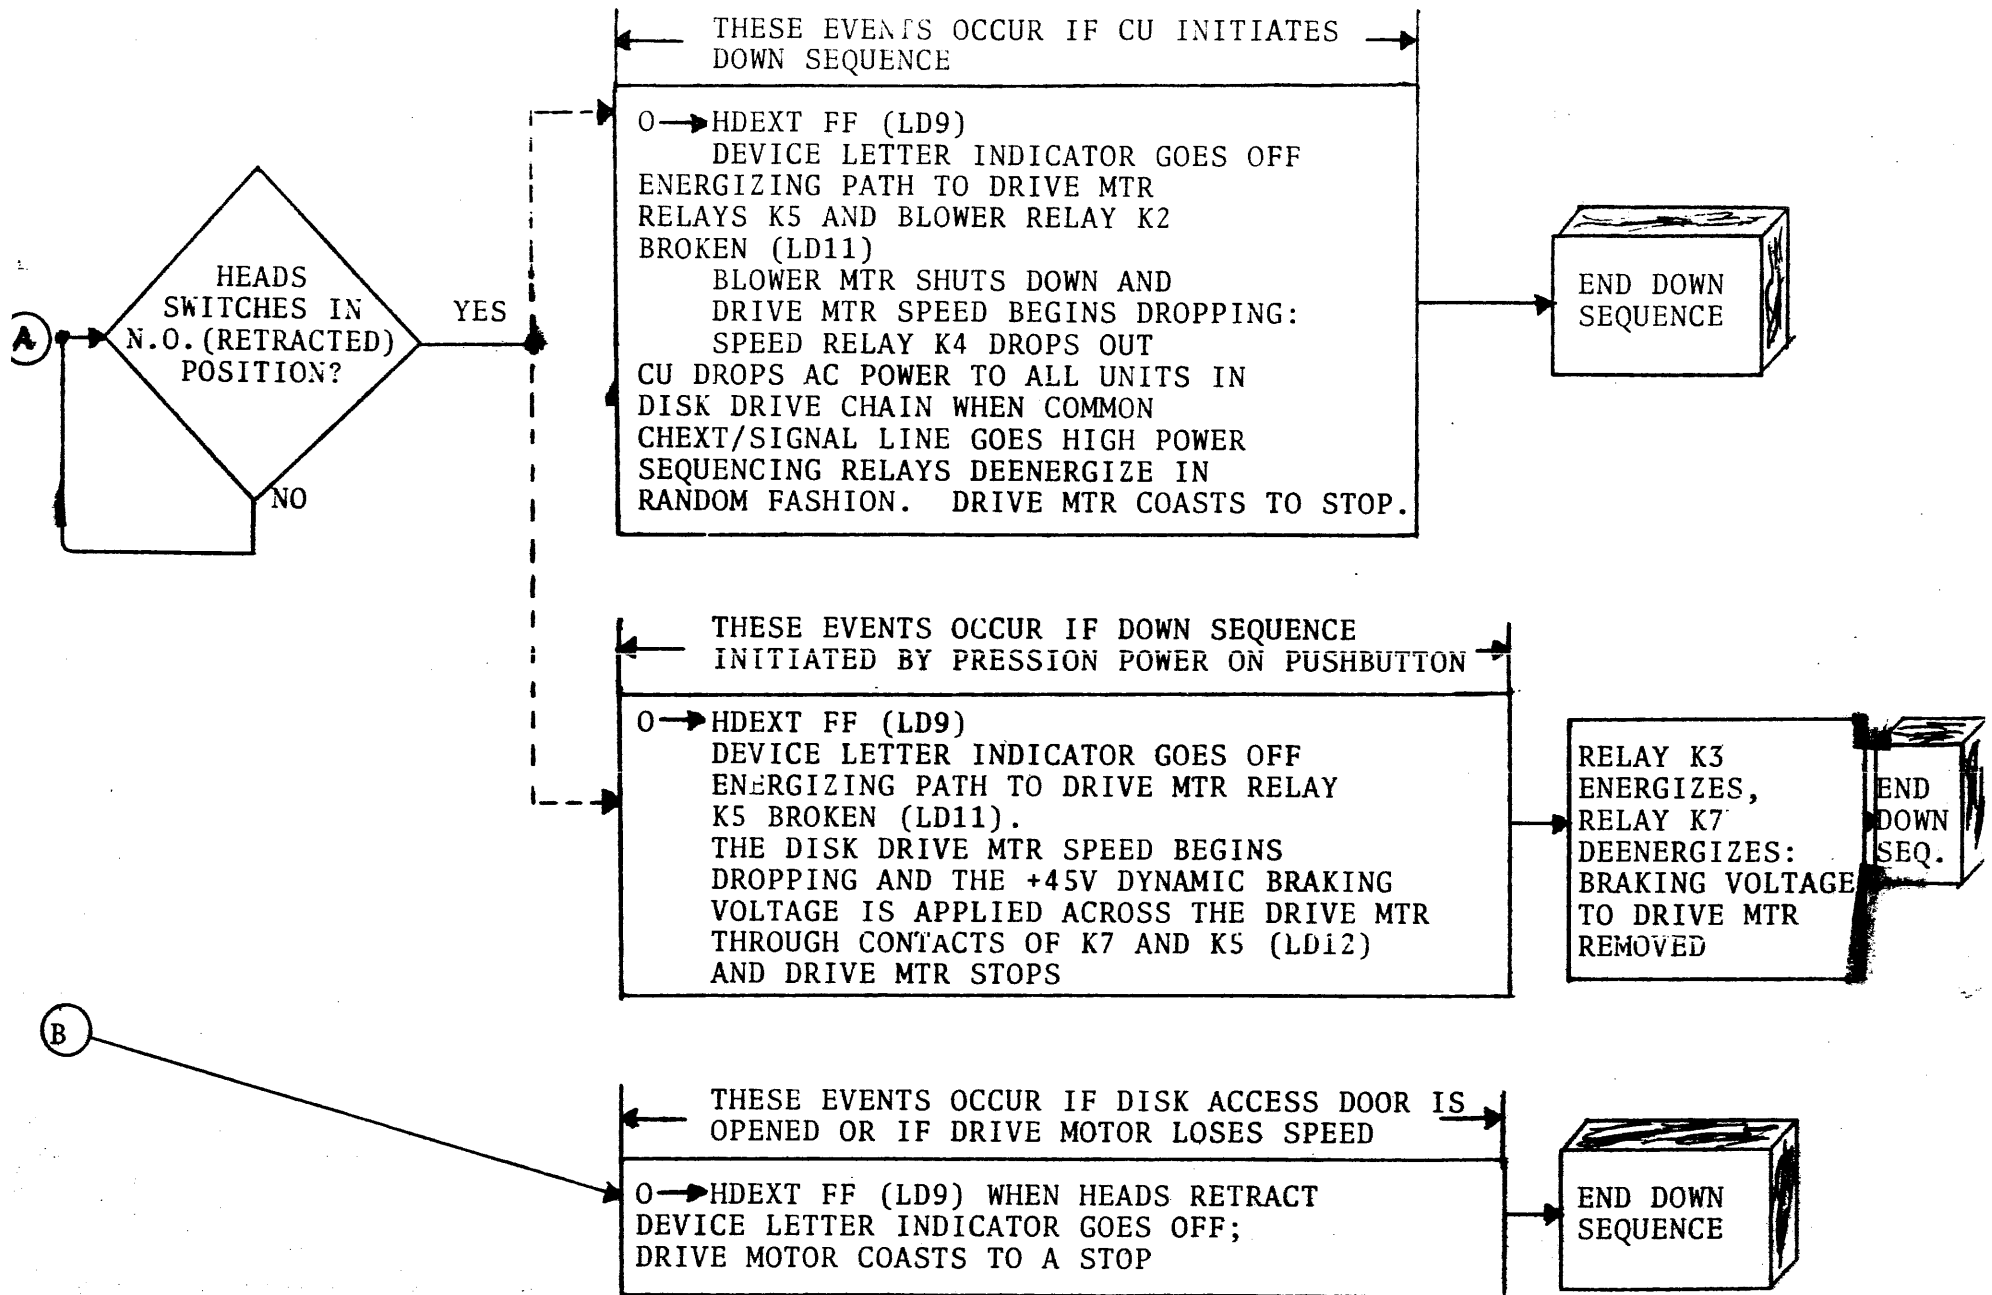 THESE EVENTS OCCUR IF CU INITIATES
DOWN SEQUENCE
O→HDEXT FF (LD9)
DEVICE LETTER INDICATOR GOES OFF
ENERGIZING PATH TO DRIVE MTR
RELAYS K5 AND BLOWER RELAY K2
BROKEN (LD11)
BLOWER MTR SHUTS DOWN AND
DRIVE MTR SPEED BEGINS DROPPING:
SPEED RELAY K4 DROPS OUT
CU DROPS AC POWER TO ALL UNITS IN
DISK DRIVE CHAIN WHEN COMMON
CHEXT/SIGNAL LINE GOES HIGH POWER
SEQUENCING RELAYS DEENERGIZE IN
RANDOM FASHION. DRIVE MTR COASTS TO STOP.
END DOWN
SEQUENCE
A
HEADS
SWITCHES IN
N.O.(RETRACTED)
POSITION?
YES
NO
THESE EVENTS OCCUR IF DOWN SEQUENCE
INITIATED BY PRESSION POWER ON PUSHBUTTON
O→HDEXT FF (LD9)
DEVICE LETTER INDICATOR GOES OFF
ENERGIZING PATH TO DRIVE MTR RELAY
K5 BROKEN (LD11).
THE DISK DRIVE MTR SPEED BEGINS
DROPPING AND THE +45V DYNAMIC BRAKING
VOLTAGE IS APPLIED ACROSS THE DRIVE MTR
THROUGH CONTACTS OF K7 AND K5 (LD12)
AND DRIVE MTR STOPS
RELAY K3
ENERGIZES,
RELAY K7
DEENERGIZES:
BRAKING VOLTAGE
TO DRIVE MTR
REMOVED
END
DOWN
SEQ.
B
THESE EVENTS OCCUR IF DISK ACCESS DOOR IS
OPENED OR IF DRIVE MOTOR LOSES SPEED
O→HDEXT FF (LD9) WHEN HEADS RETRACT
DEVICE LETTER INDICATOR GOES OFF;
DRIVE MOTOR COASTS TO A STOP
END DOWN
SEQUENCE